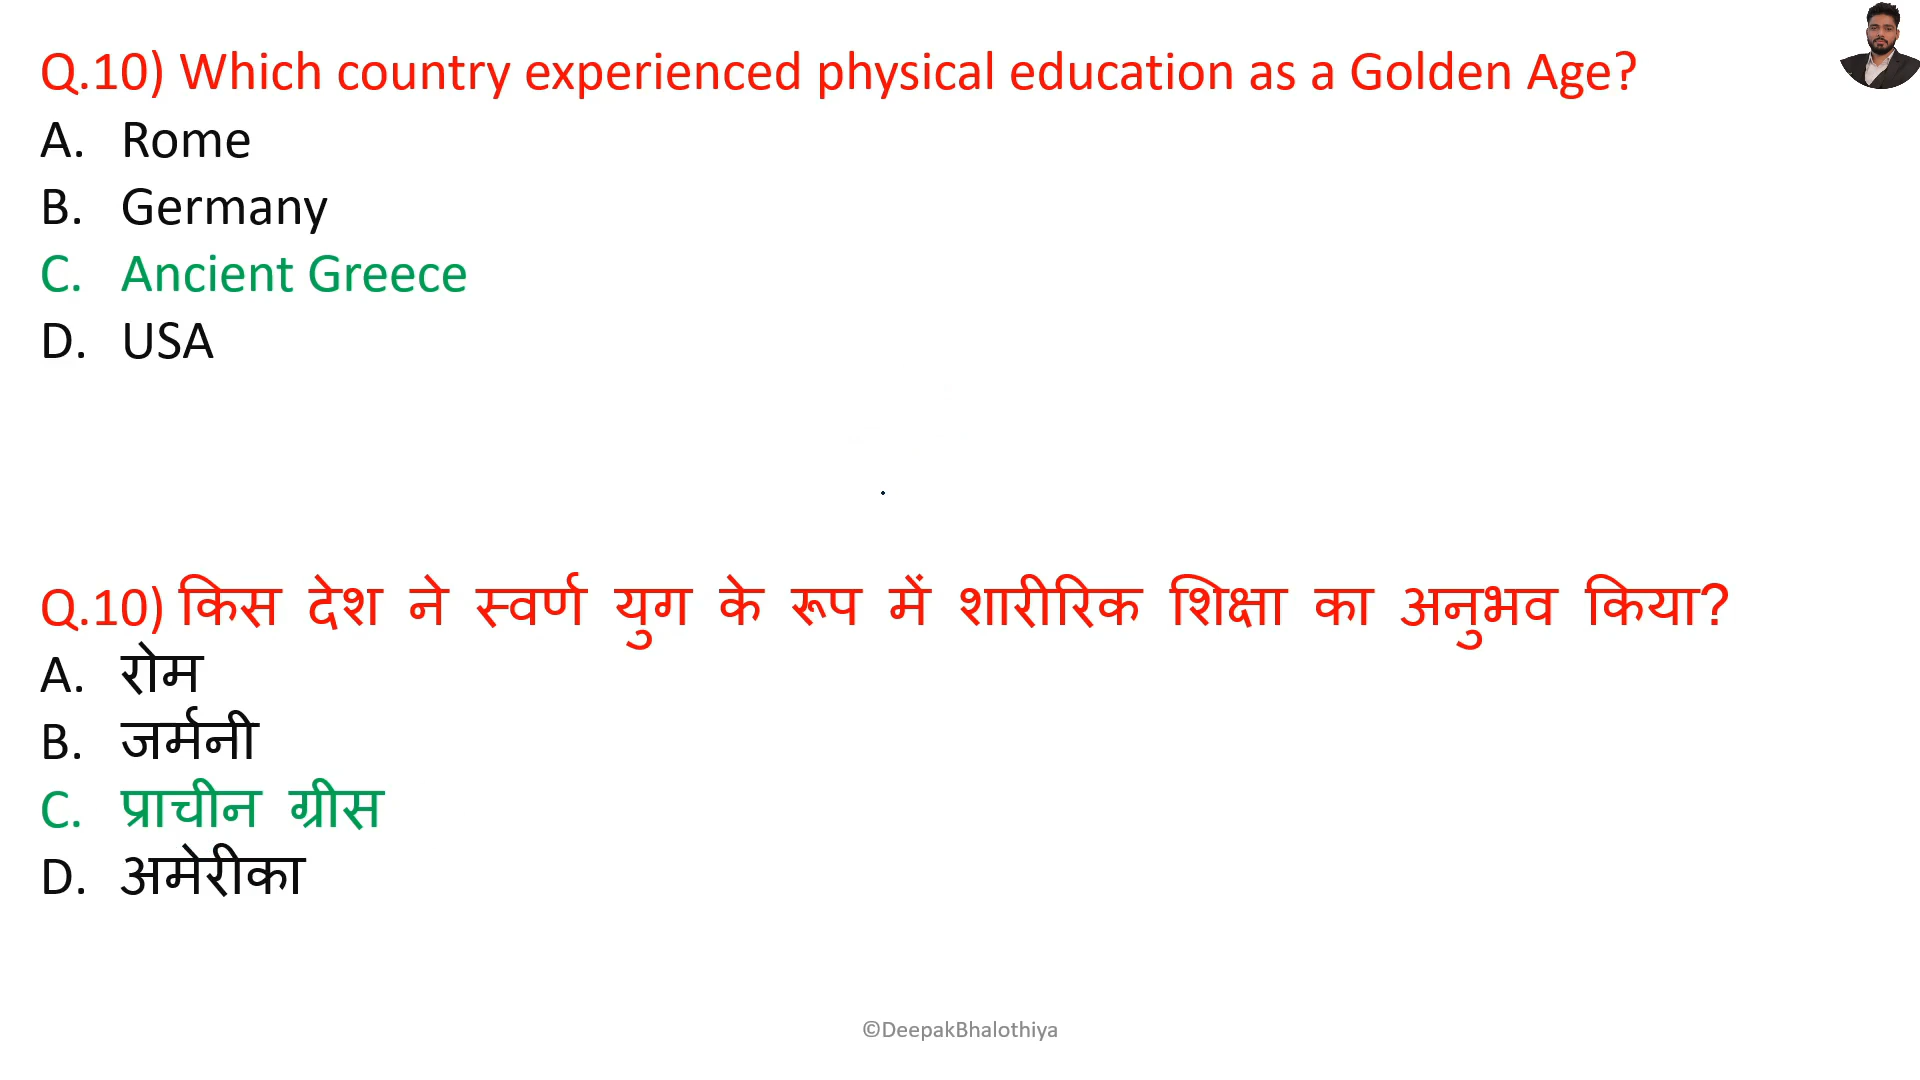 Q.10) Which country experienced physical education as a Golden Age?
A. Rome
B. Germany
C. Ancient Greece
D. USA
Q.10) किस देश ने स्वर्ण युग के रूप में शारीरिक शिक्षा का अनुभव किया?
A. रोम
B. जर्मनी
C. प्राचीन ग्रीस
D. अमेरीका
©DeepakBhalothiya